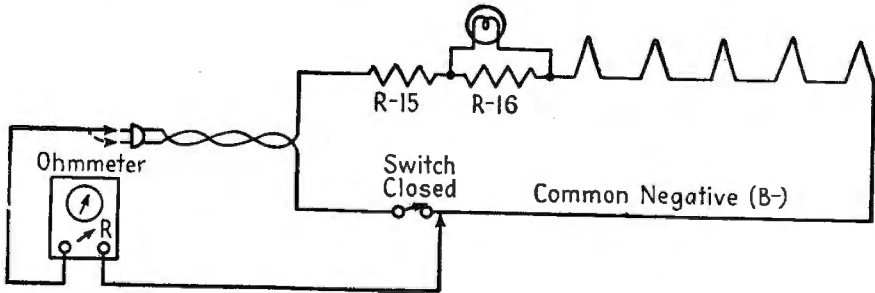 R-15
R-16
Ohmmeter
R
Switch
Closed
Common Negative (B-)